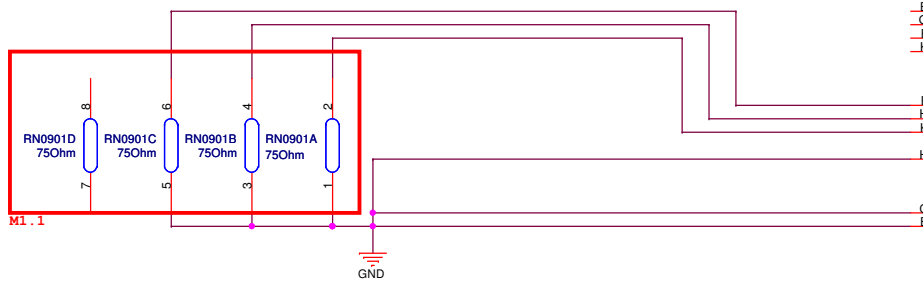 8
6
4
2
RN0901D
75Ohm
RN0901C
75Ohm
RN0901B
75Ohm
RN0901A
75Ohm
7
5
3
1
M1.1
GND